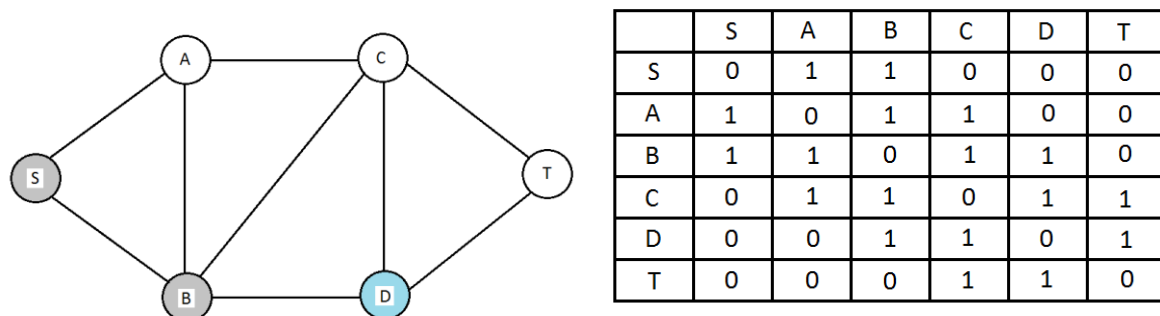 A
C
S
T
B
D
S A B C D T
S 0 1 1 0 0 0
A 1 0 1 1 0 0
B 1 1 0 1 1 0
C 0 1 1 0 1 1
D 0 0 1 1 0 1
T 0 0 0 1 1 0